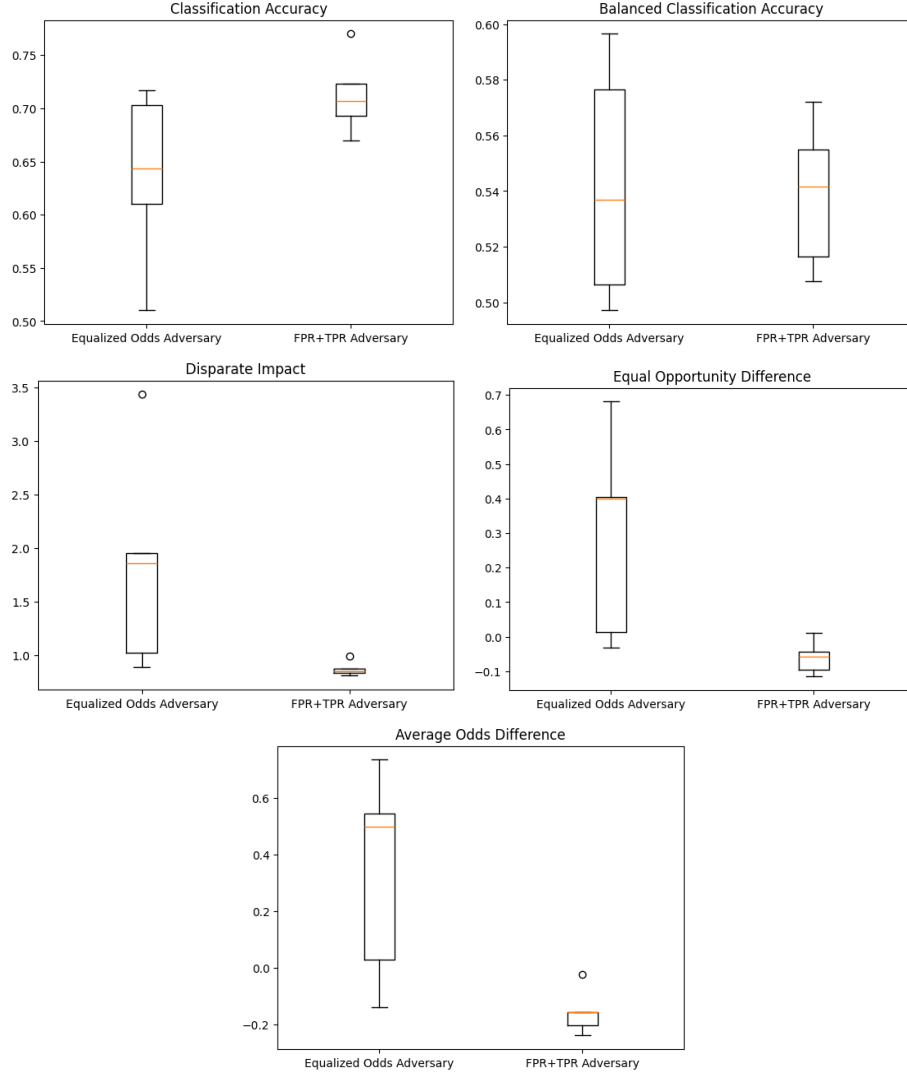 Classification Accuracy
0.75
0.70
0.65
0.60
0.55
0.50
Equalized Odds Adversary
FPR+TPR Adversary
Balanced Classification Accuracy
0.60
0.58
0.56
0.54
0.52
0.50
Equalized Odds Adversary
FPR+TPR Adversary
Disparate Impact
3.5
3.0
2.5
2.0
1.5
1.0
Equalized Odds Adversary
FPR+TPR Adversary
Equal Opportunity Difference
0.7
0.6
0.5
0.4
0.3
0.2
0.1
0.0
−0.1
Equalized Odds Adversary
FPR+TPR Adversary
Average Odds Difference
0.6
0.4
0.2
0.0
−0.2
Equalized Odds Adversary
FPR+TPR Adversary